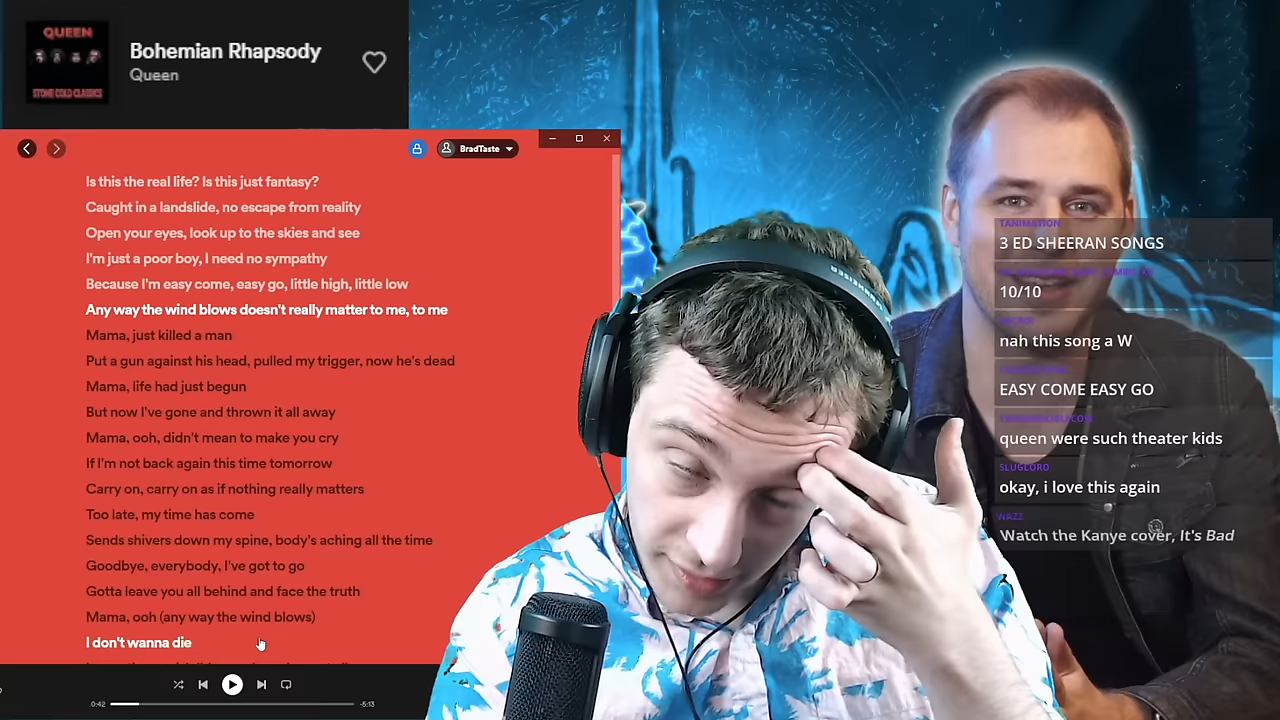 QUEEN
STONE COLD CLASSICS
Bohemian Rhapsody
Queen
BradTaste
Is this the real life? Is this just fantasy?
Caught in a landslide, no escape from reality
Open your eyes, look up to the skies and see
I'm just a poor boy, I need no sympathy
Because I'm easy come, easy go, little high, little low
Any way the wind blows doesn't really matter to me, to me
Mama, just killed a man
Put a gun against his head, pulled my trigger, now he's dead
Mama, life had just begun
But now I've gone and thrown it all away
Mama, ooh, didn't mean to make you cry
If I'm not back again this time tomorrow
Carry on, carry on as if nothing really matters
Too late, my time has come
Sends shivers down my spine, body's aching all the time
Goodbye, everybody, I've got to go
Gotta leave you all behind and face the truth
Mama, ooh (any way the wind blows)
I don't wanna die
0:42
-5:13
SENNHEISER
TANIMATION
3 ED SHEERAN SONGS
10/10
nah this song a W
EASY COME EASY GO
queen were such theater kids
SLUGLORD
okay, i love this again
WAZZ
Watch the Kanye cover, It's Bad